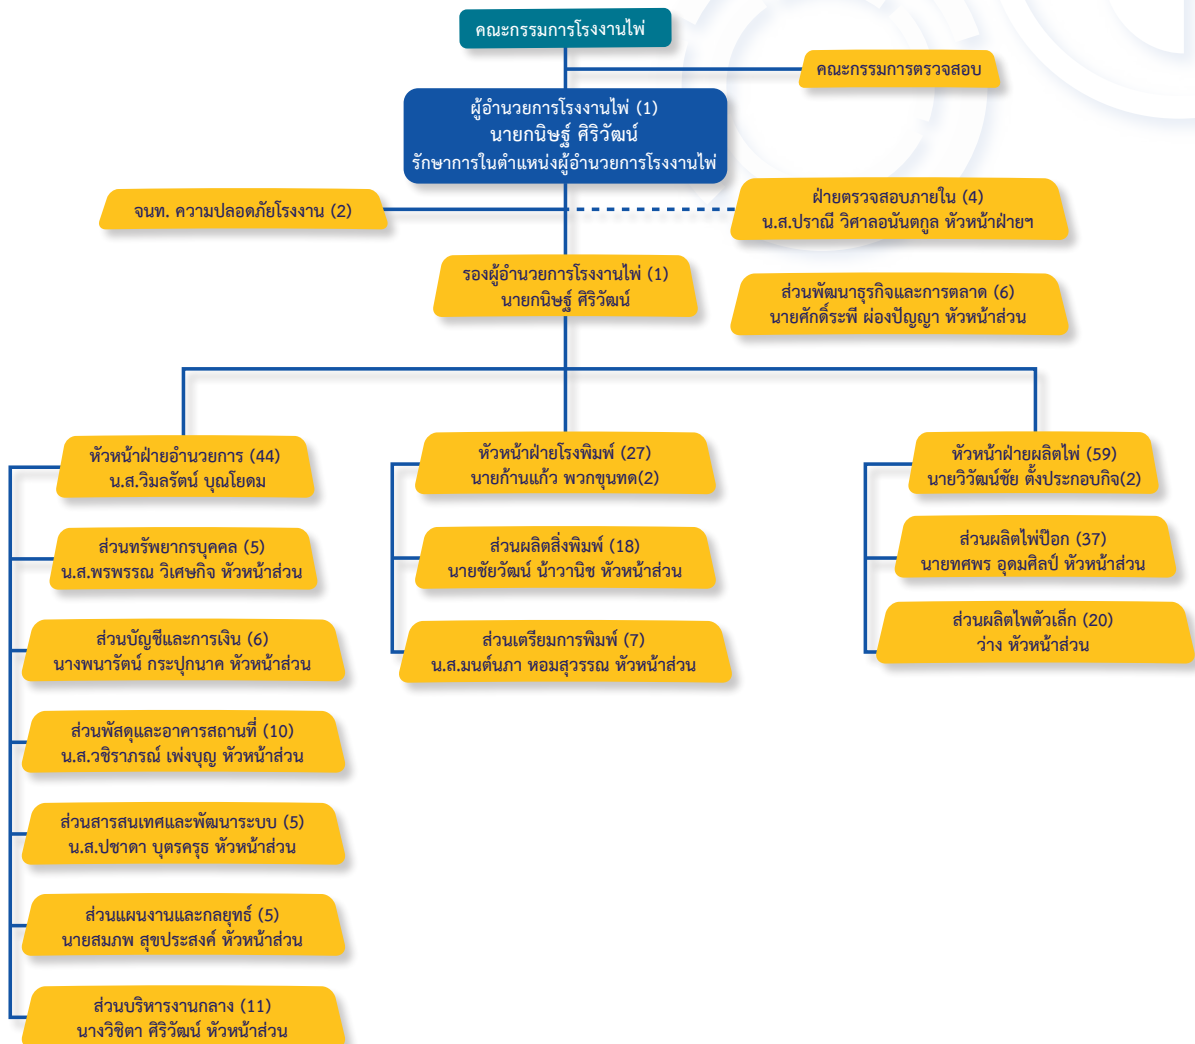 คณะกรรมการโรงงานไพ่
คณะกรรมการตรวจสอบ
ผู้อำนวยการโรงงานไพ่ (1)
นายกนิษฐ์ ศิริวัฒน์
รักษาการในตำแหน่งผู้อำนวยการโรงงานไพ่
จนท. ความปลอดภัยโรงงาน (2)
ฝ่ายตรวจสอบภายใน (4)
น.ส.ปราณี วิศาลอนันตกูล หัวหน้าฝ่ายฯ
รองผู้อำนวยการโรงงานไพ่ (1)
นายกนิษฐ์ ศิริวัฒน์
ส่วนพัฒนาธุรกิจและการตลาด (6)
นายศักดิ์ระพี ผ่องปัญญา หัวหน้าส่วน
หัวหน้าฝ่ายอำนวยการ (44)
น.ส.วิมลรัตน์ บุณโยดม
ส่วนทรัพยากรบุคคล (5)
น.ส.พรพรรณ วิเศษกิจ หัวหน้าส่วน
ส่วนบัญชีและการเงิน (6)
นางพนารัตน์ กระปุกนาค หัวหน้าส่วน
ส่วนพัสดุและอาคารสถานที่ (10)
น.ส.วชิราภรณ์ เพ่งบุญ หัวหน้าส่วน
ส่วนสารสนเทศและพัฒนาระบบ (5)
น.ส.ปชาดา บุตรครุธ หัวหน้าส่วน
ส่วนแผนงานและกลยุทธ์ (5)
นายสมภพ สุขประสงค์ หัวหน้าส่วน
ส่วนบริหารงานกลาง (11)
นางวิชิตา ศิริวัฒน์ หัวหน้าส่วน
หัวหน้าฝ่ายโรงพิมพ์ (27)
นายก้านแก้ว พวกขุนทด(2)
ส่วนผลิตสิ่งพิมพ์ (18)
นายชัยวัฒน์ น้าวานิช หัวหน้าส่วน
ส่วนเตรียมการพิมพ์ (7)
น.ส.มนต์นภา หอมสุวรรณ หัวหน้าส่วน
หัวหน้าฝ่ายผลิตไพ่ (59)
นายวิวัฒน์ชัย ตั้งประกอบกิจ(2)
ส่วนผลิตไพ่ป๊อก (37)
นายทศพร อุดมศิลป์ หัวหน้าส่วน
ส่วนผลิตไพตัวเล็ก (20)
ว่าง หัวหน้าส่วน